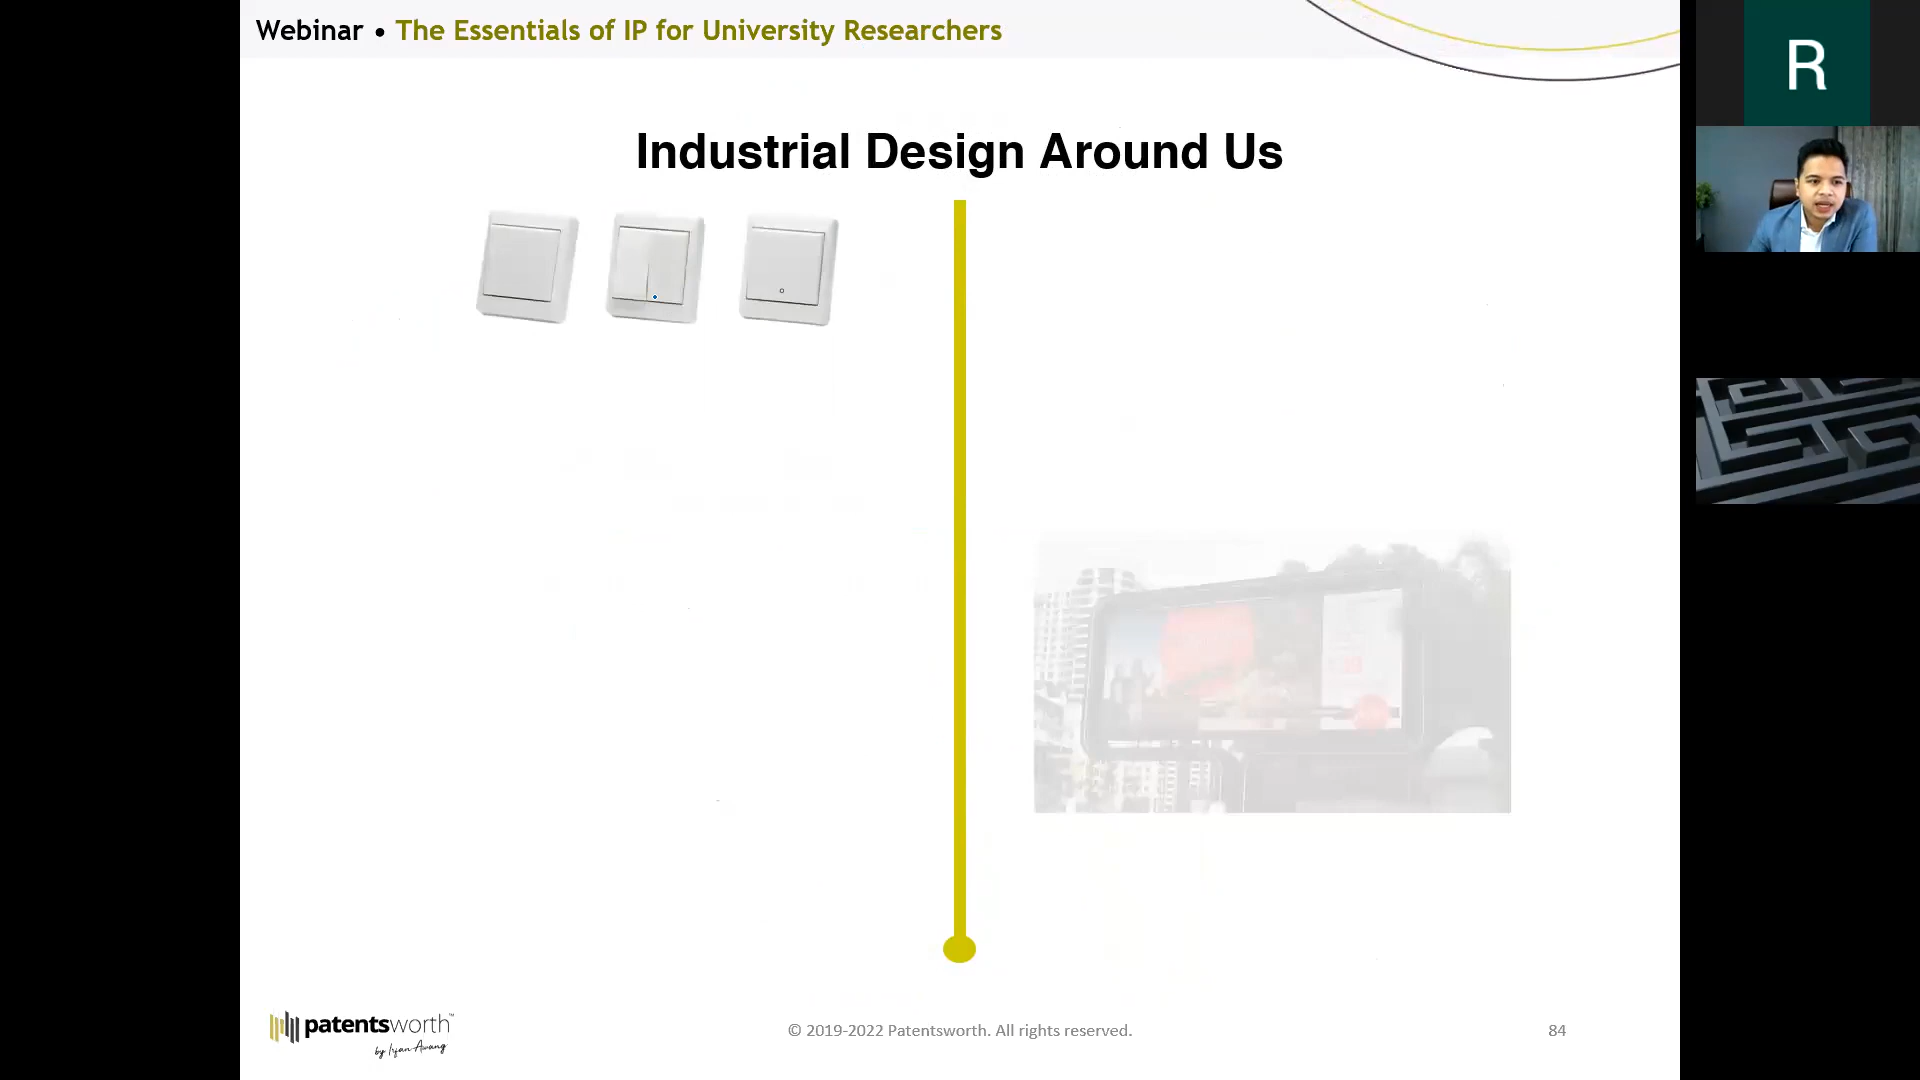 Webinar • The Essentials of IP for University Researchers
R
Industrial Design Around Us
patentsworth™
by Irfan Awang
© 2019-2022 Patentsworth. All rights reserved.
84